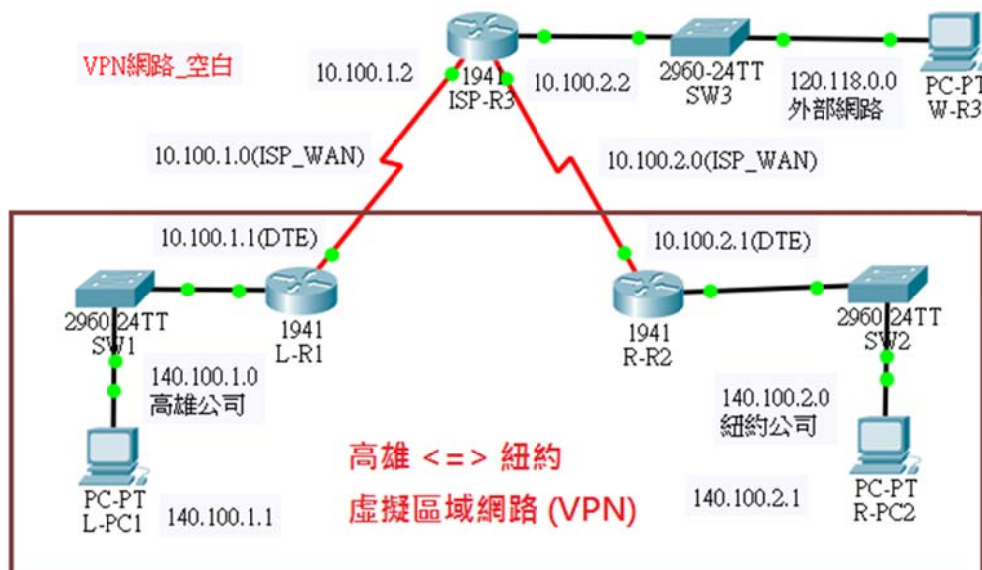 VPN網路_空白
10.100.1.2
1941
ISP-R3
10.100.2.2
2960-24TT
SW3
120.118.0.0
外部網路
PC-PT
W-R3
10.100.1.0(ISP_WAN)
10.100.2.0(ISP_WAN)
10.100.1.1(DTE)
10.100.2.1(DTE)
2960-24TT
SW1
1941
L-R1
1941
R-R2
2960-24TT
SW2
140.100.1.0
高雄公司
140.100.2.0
紐約公司
高雄 <=> 紐約
虛擬區域網路 (VPN)
PC-PT
L-PC1
140.100.1.1
140.100.2.1
PC-PT
R-PC2